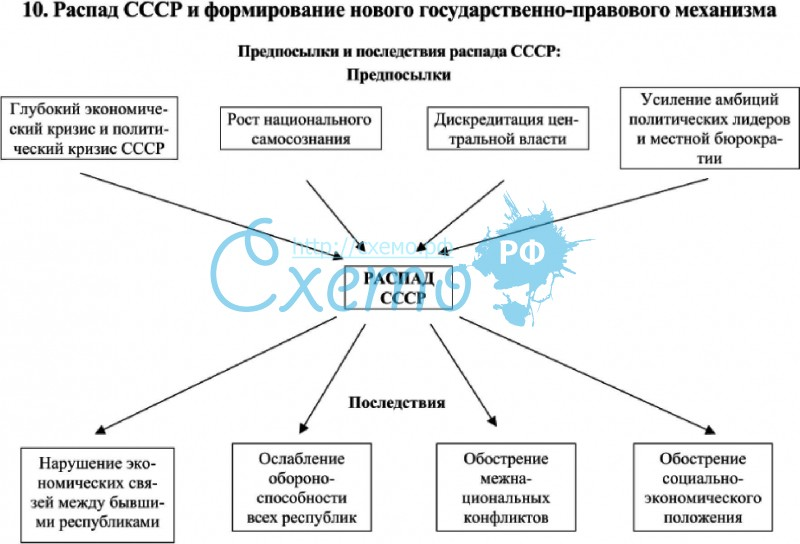 10. Распад СССР и формирование нового государственно-правового механизма
Предпосылки и последствия распада СССР:
Предпосылки
Глубокий экономиче-
ский кризис и полити-
ческий кризис СССР
Рост национального
самосознания
Дискредитация цен-
тральной власти
Усиление амбиций
политических лидеров
и местной бюрокра-
тии
http://схемо.рф
Схемо
РФ
РАСПАД
СССР
Последствия
Нарушение эко-
номических свя-
зей между бывши-
ми республиками
Ослабление
обороно-
способности
всех республик
Обострение
межна-
циональных
конфликтов
Обострение
социально-
экономического
положения